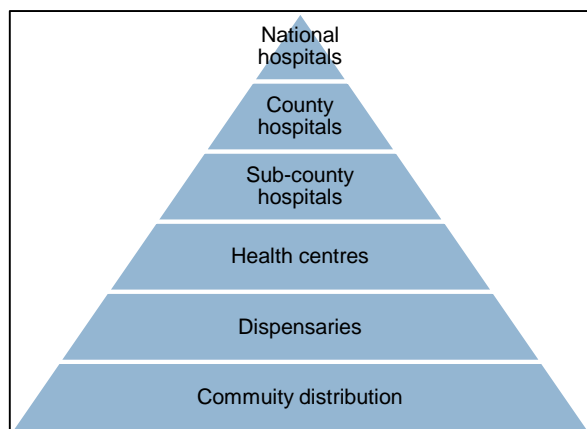 National
hospitals
County
hospitals
Sub-county
hospitals
Health centres
Dispensaries
Commuity distribution